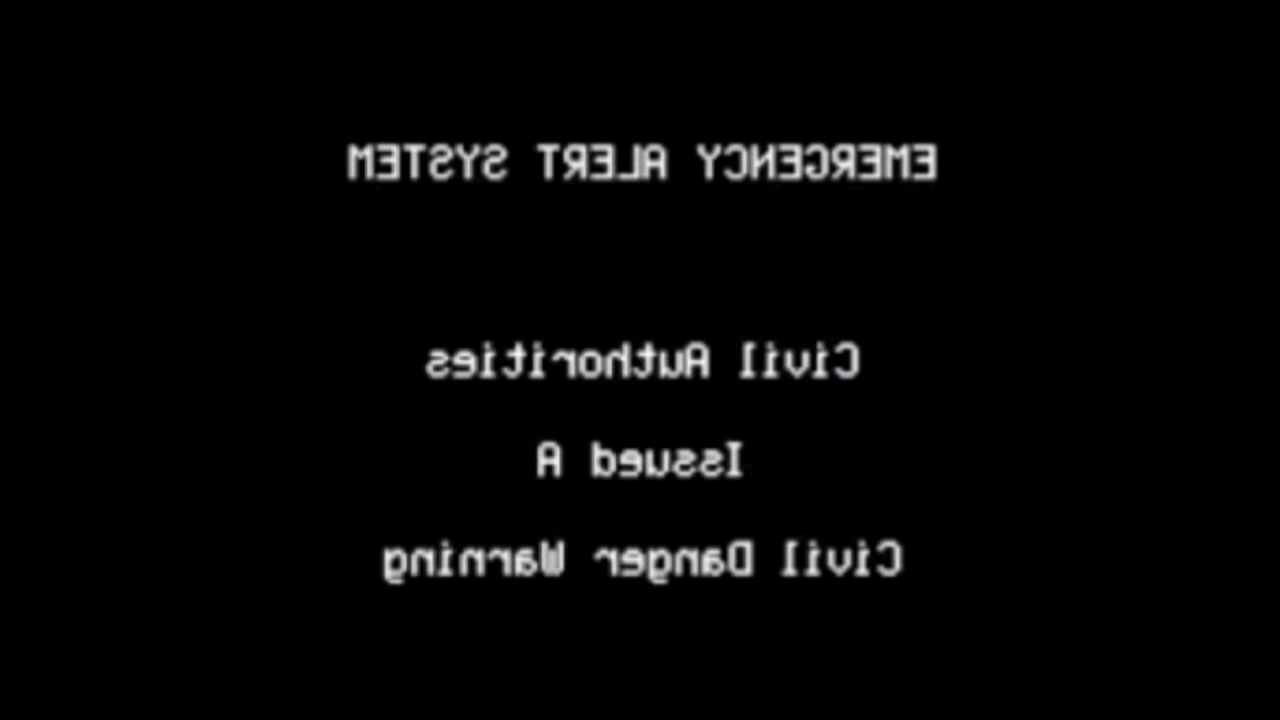 EMERGENCY ALERT SYSTEM
Civil Authorities
Issued A
Civil Danger Warning